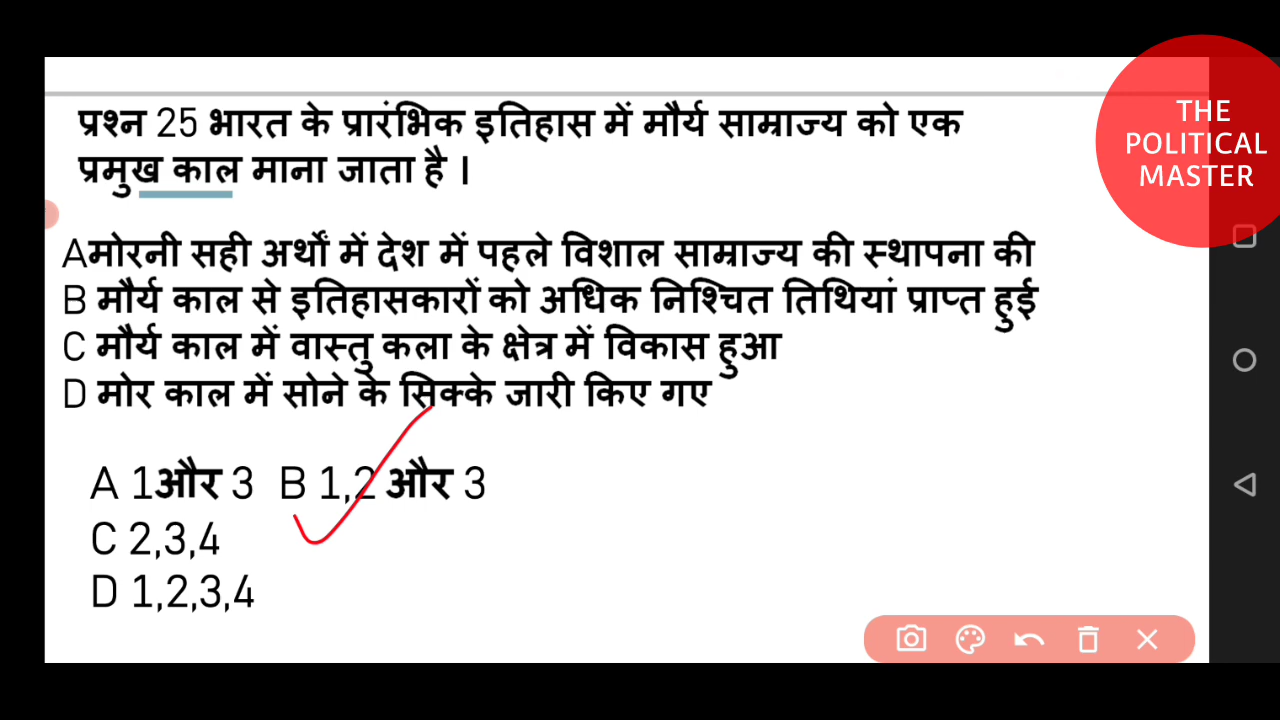 प्रश्न 25 भारत के प्रारंभिक इतिहास में मौर्य साम्राज्य को एक
प्रमुख काल माना जाता है ।
Aमोरनी सही अर्थों में देश में पहले विशाल साम्राज्य की स्थापना की
B मौर्य काल से इतिहासकारों को अधिक निश्चित तिथियां प्राप्त हुई
C मौर्य काल में वास्तु कला के क्षेत्र में विकास हुआ
D मोर काल में सोने के सिक्के जारी किए गए
A 1और 3 B 1,2 और 3
C 2,3,4
D 1,2,3,4
THE
POLITICAL
MASTER